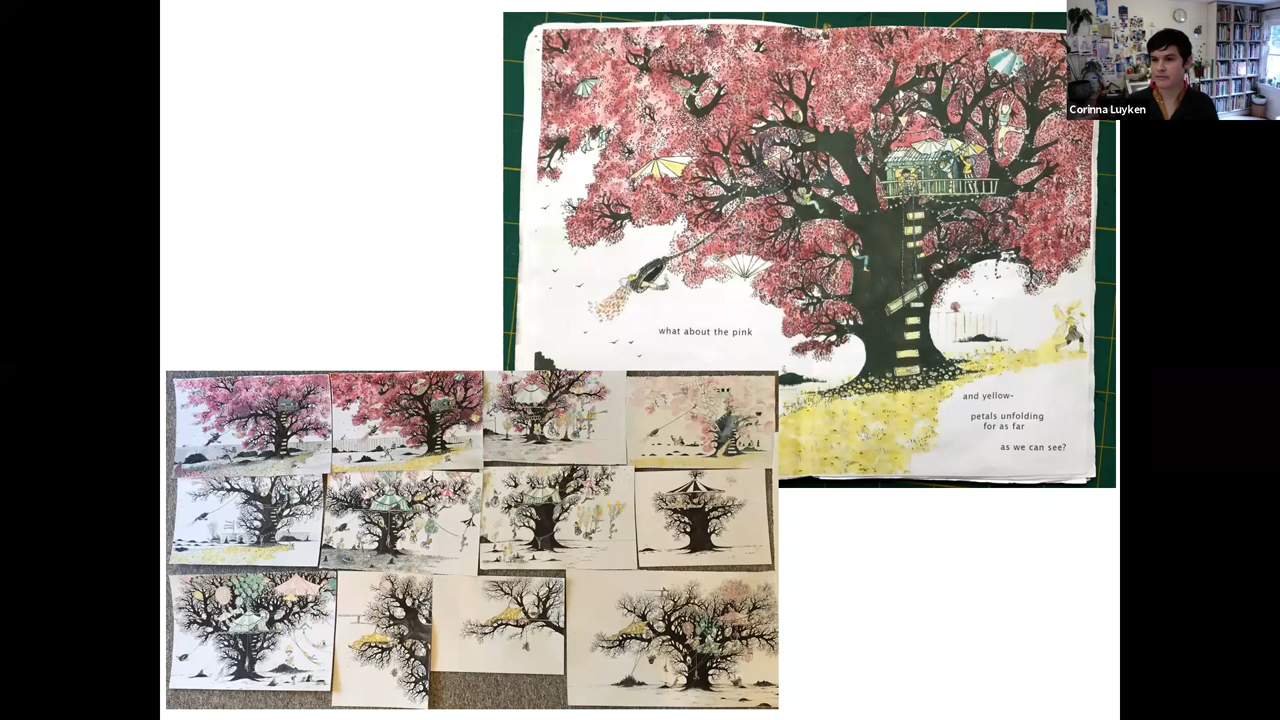 Corinna Luyken
what about the pink
and yellow-
petals unfolding
for as far
as we can see?